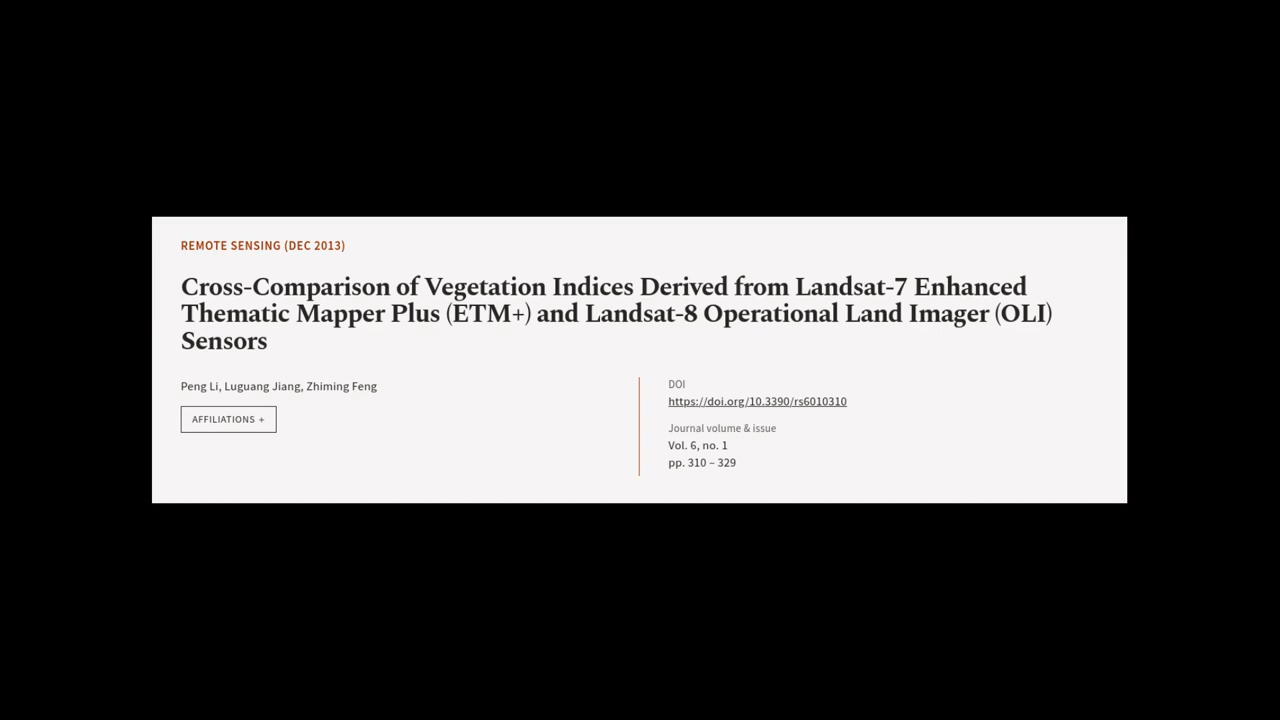 REMOTE SENSING (DEC 2013)
Cross-Comparison of Vegetation Indices Derived from Landsat-7 Enhanced
Thematic Mapper Plus (ETM+) and Landsat-8 Operational Land Imager (OLI)
Sensors
Peng Li, Luguang Jiang, Zhiming Feng
AFFILIATIONS +
DOI
https://doi.org/10.3390/rs6010310
Journal volume & issue
Vol. 6, no. 1
pp. 310 – 329